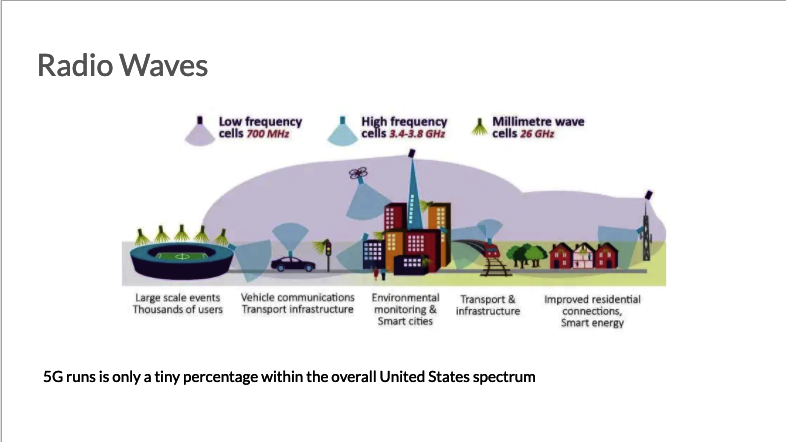 Radio Waves
Low frequency
cells 700 MHz
High frequency
cells 3.4-3.8 GHz
Millimetre wave
cells 26 GHz
Large scale events
Thousands of users
Vehicle communications
Transport infrastructure
Environmental
monitoring &
Smart cities
Transport &
infrastructure
Improved residential
connections,
Smart energy
5G runs is only a tiny percentage within the overall United States spectrum